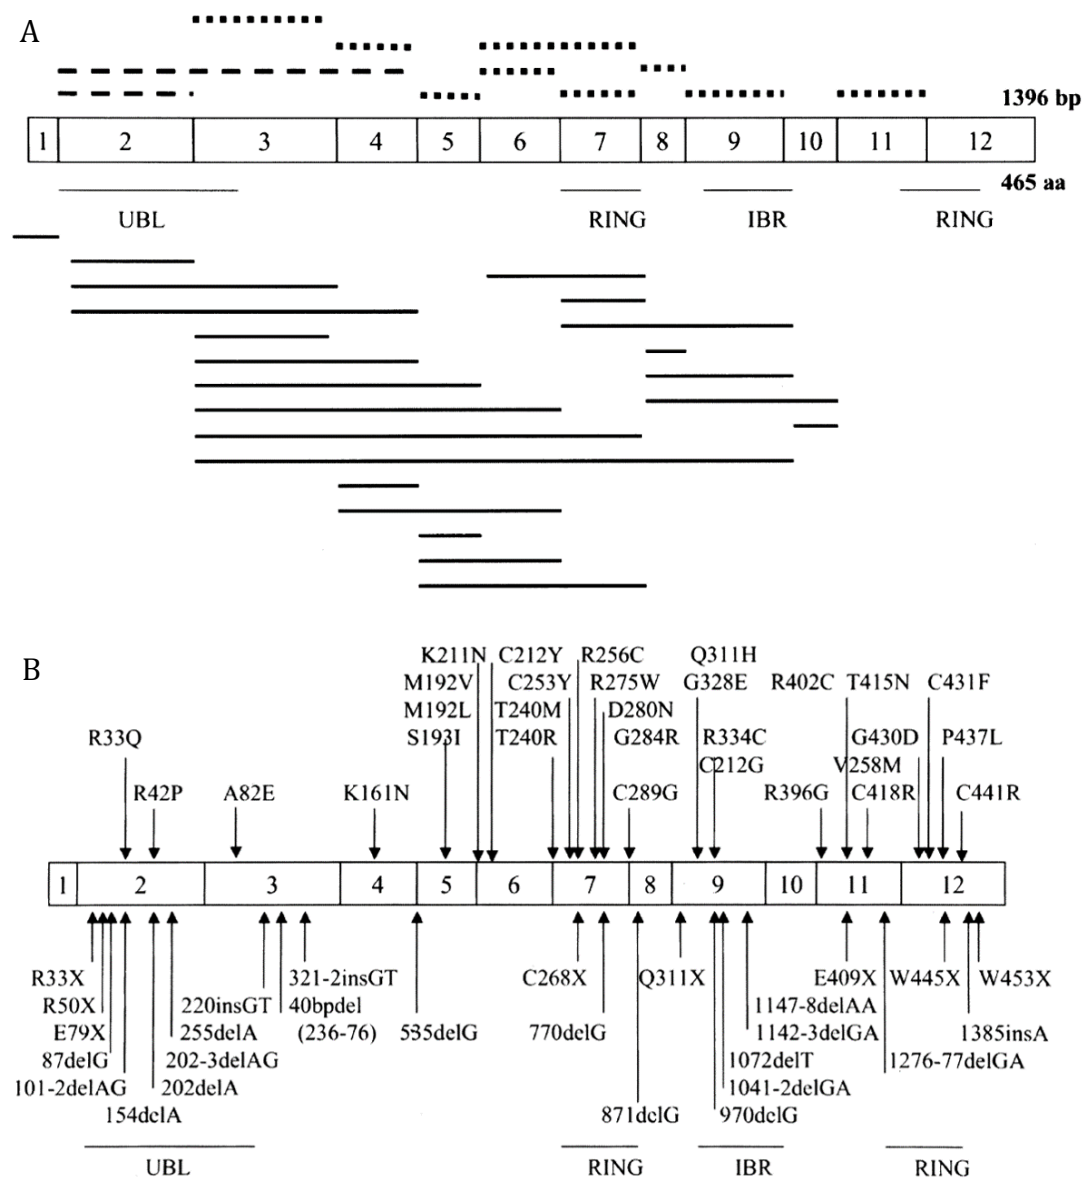 A
1396 bp
1 2 3 4 5 6 7 8 9 10 11 12
465 aa
UBL RING IBR RING
B
K211N C212Y R256C Q311H
M192V C253Y R275W G328E R402C T415N C431F
M192L T240M D280N
R33Q S193I T240R G284R R334C G430D P437L
C212G V258M
R42P A82E K161N C289G R396G C418R C441R
1 2 3 4 5 6 7 8 9 10 11 12
R33X 321-2insGT C268X Q311X E409X W445X W453X
R50X 220insGT 40bpdel 1147-8delAA
E79X 255delA (236-76) 535delG 770delG 1142-3delGA 1385insA
87delG 202-3delAG 1072delT 1276-77delGA
101-2delAG 202delA 1041-2delGA
154delA 871delG 970delG
UBL RING IBR RING